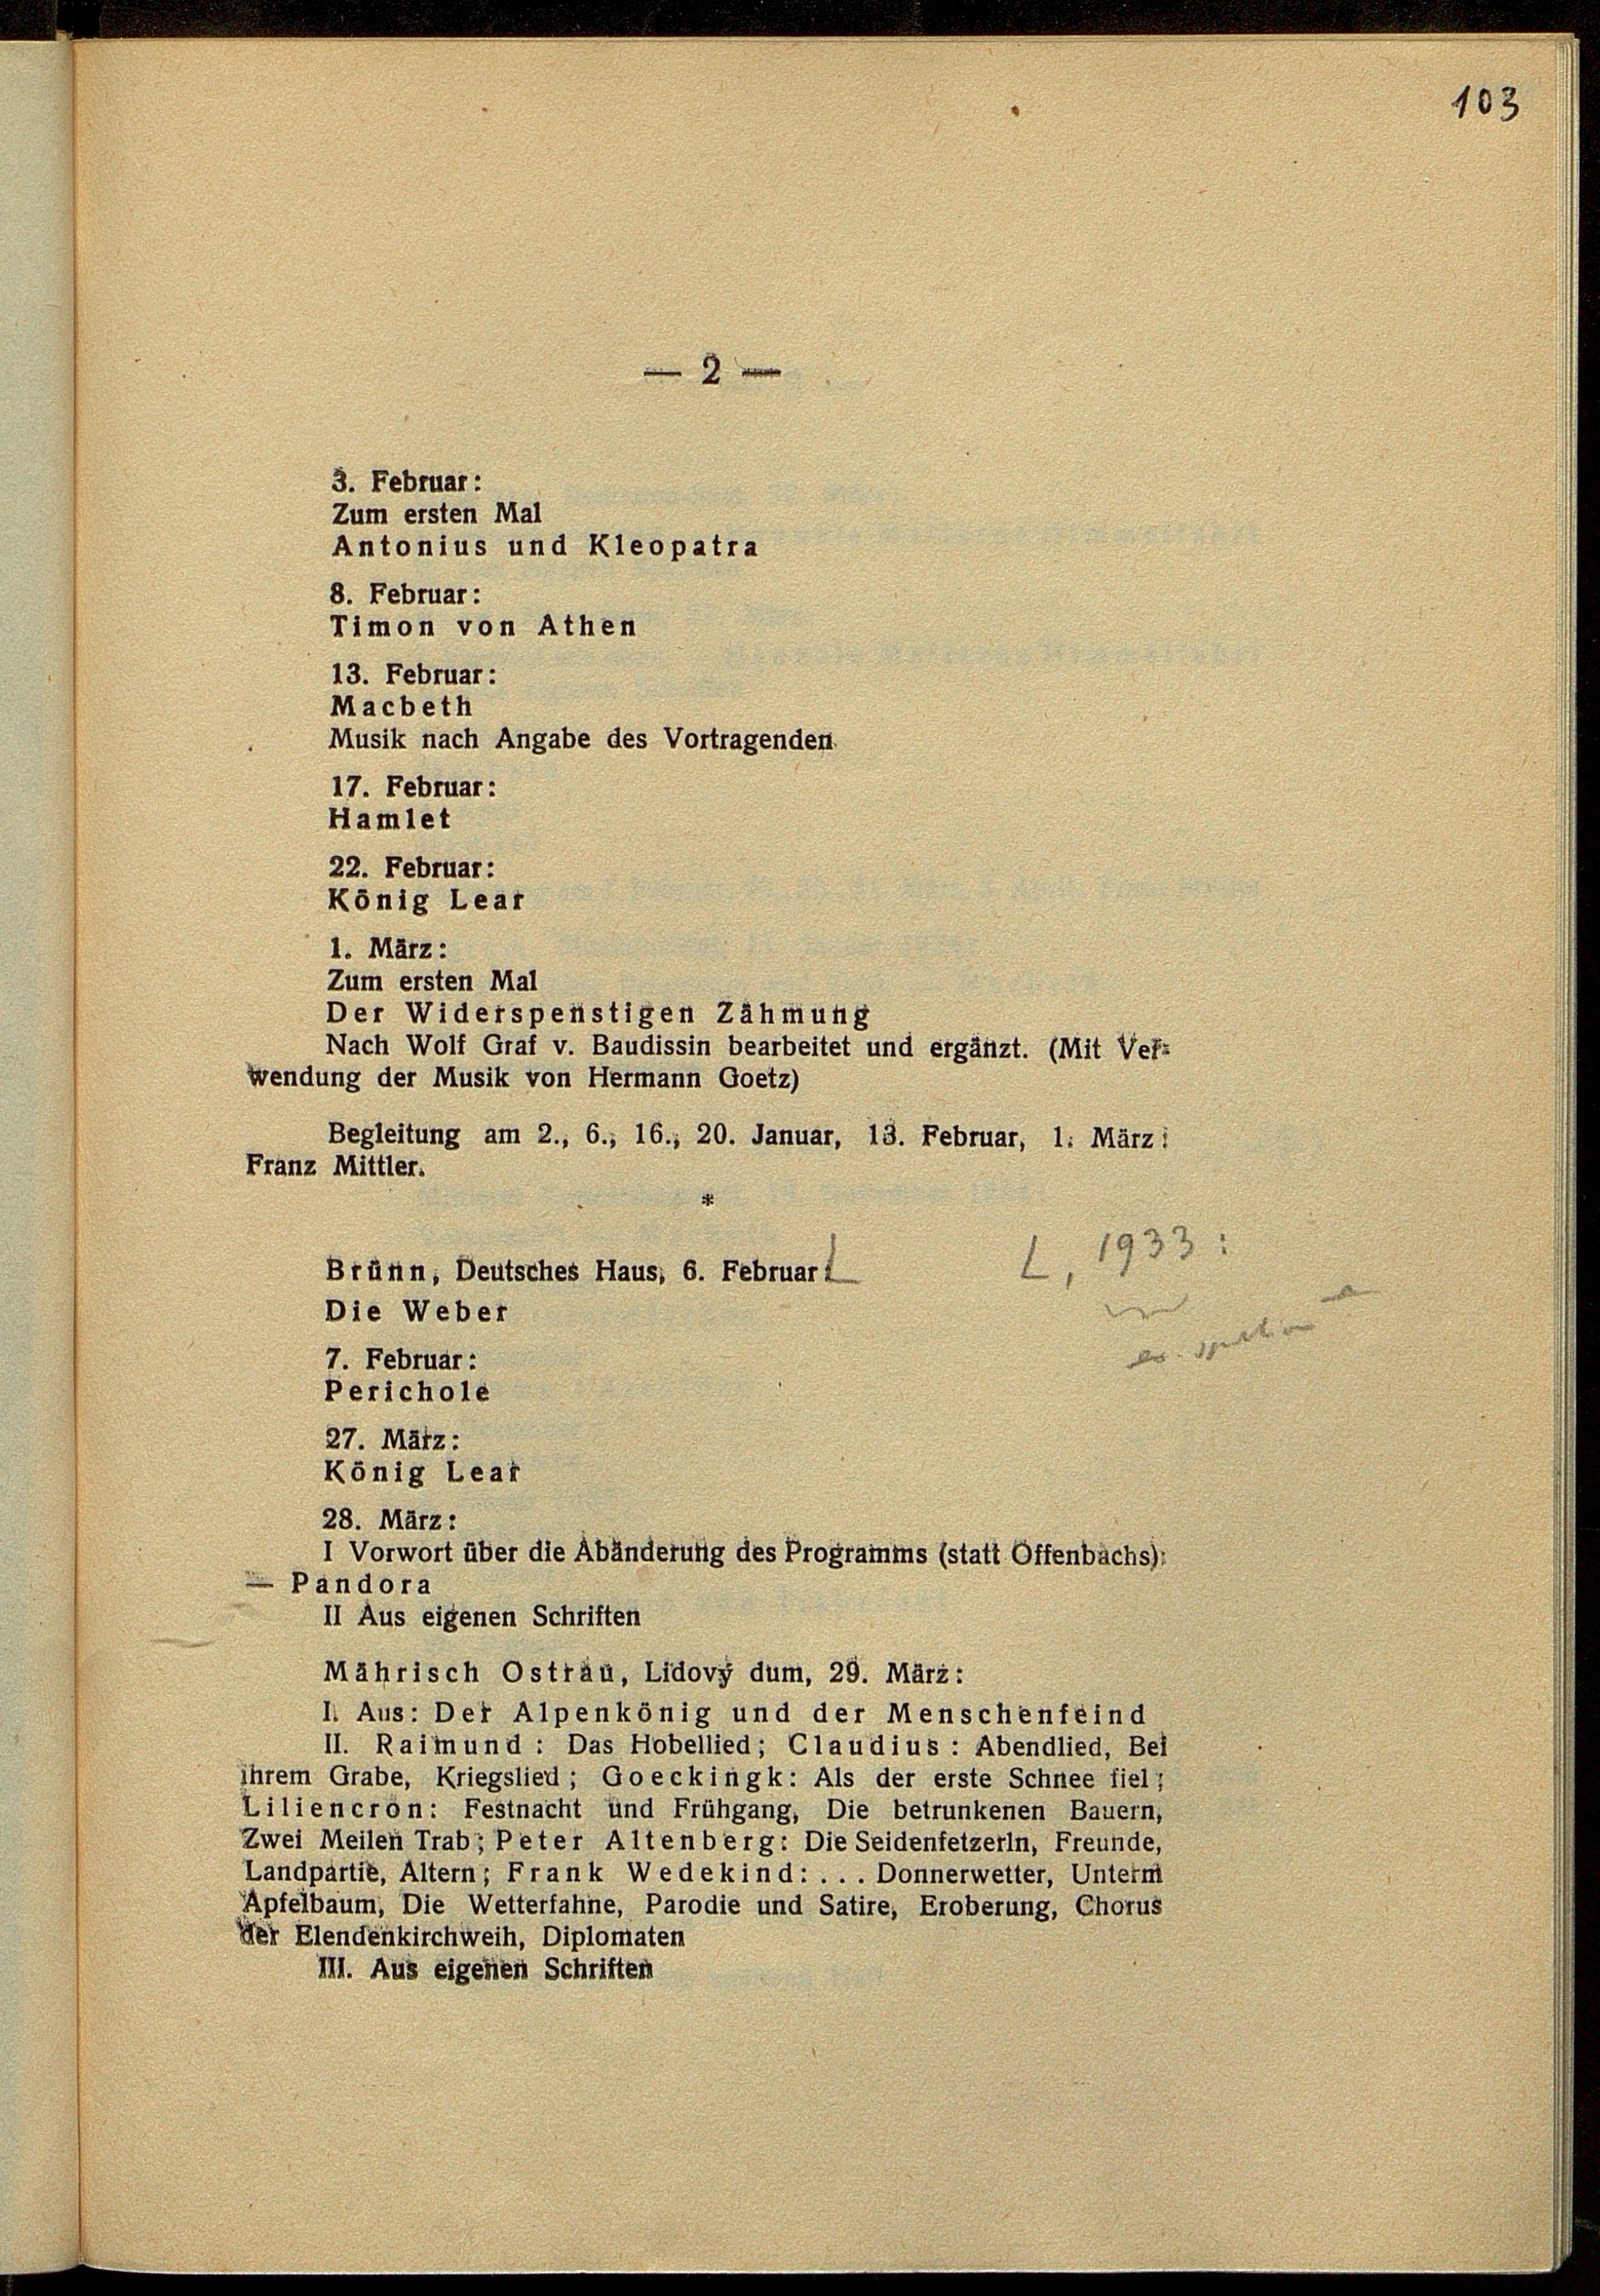 103
— 2 —
3. Februar:
Zum ersten Mal
Antonius und Kleopatra
8. Februar:
Timon von Athen
13. Februar:
Macbeth
Musik nach Angabe des Vortragenden
17. Februar:
Hamlet
22. Februar:
König Lear
1. März:
Zum ersten Mal
Der Widerspenstigen Zähmung
Nach Wolf Graf v. Baudissin bearbeitet und ergänzt. (Mit Ver-
wendung der Musik von Hermann Goetz)
Begleitung am 2., 6., 16., 20. Januar, 13. Februar, 1. März:
Franz Mittler.
*
Brünn, Deutsches Haus, 6. Februar:
, 1933:
Die Weber
7. Februar:
Perichole
27. März:
König Lear
28. März:
I Vorwort über die Abänderung des Programms (statt Offenbachs):
— Pandora
II Aus eigenen Schriften
Mährisch Ostrau, Lidový dum, 29. März:
I. Aus: Der Alpenkönig und der Menschenfeind
II. Raimund: Das Hobellied; Claudius: Abendlied, Bei
ihrem Grabe, Kriegslied; Goeckingk: Als der erste Schnee fiel;
Liliencron: Festnacht und Frühgang, Die betrunkenen Bauern,
Zwei Meilen Trab; Peter Altenberg: Die Seidenfetzerln, Freunde,
Landpartie, Altern; Frank Wedekind: ... Donnerwetter, Unterm
Apfelbaum, Die Wetterfahne, Parodie und Satire, Eroberung, Chorus
der Elendenkirchweih, Diplomaten
III. Aus eigenen Schriften